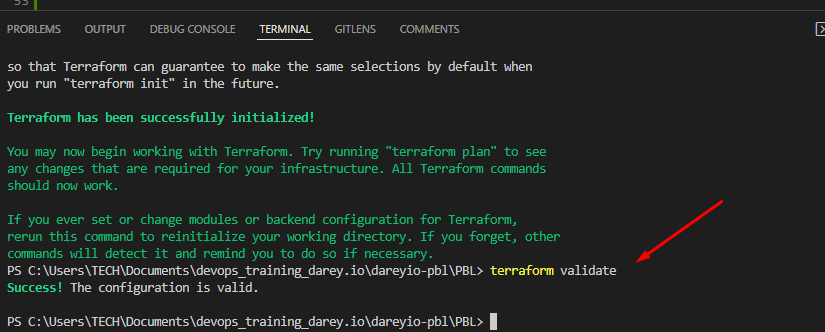 53
PROBLEMS OUTPUT DEBUG CONSOLE TERMINAL GITLENS COMMENTS
so that Terraform can guarantee to make the same selections by default when
you run "terraform init" in the future.
Terraform has been successfully initialized!
You may now begin working with Terraform. Try running "terraform plan" to see
any changes that are required for your infrastructure. All Terraform commands
should now work.
If you ever set or change modules or backend configuration for Terraform,
rerun this command to reinitialize your working directory. If you forget, other
commands will detect it and remind you to do so if necessary.
PS C:\Users\TECH\Documents\devops_training_darey.io\dareyio-pbl\PBL> terraform validate
Success! The configuration is valid.
PS C:\Users\TECH\Documents\devops_training_darey.io\dareyio-pbl\PBL>